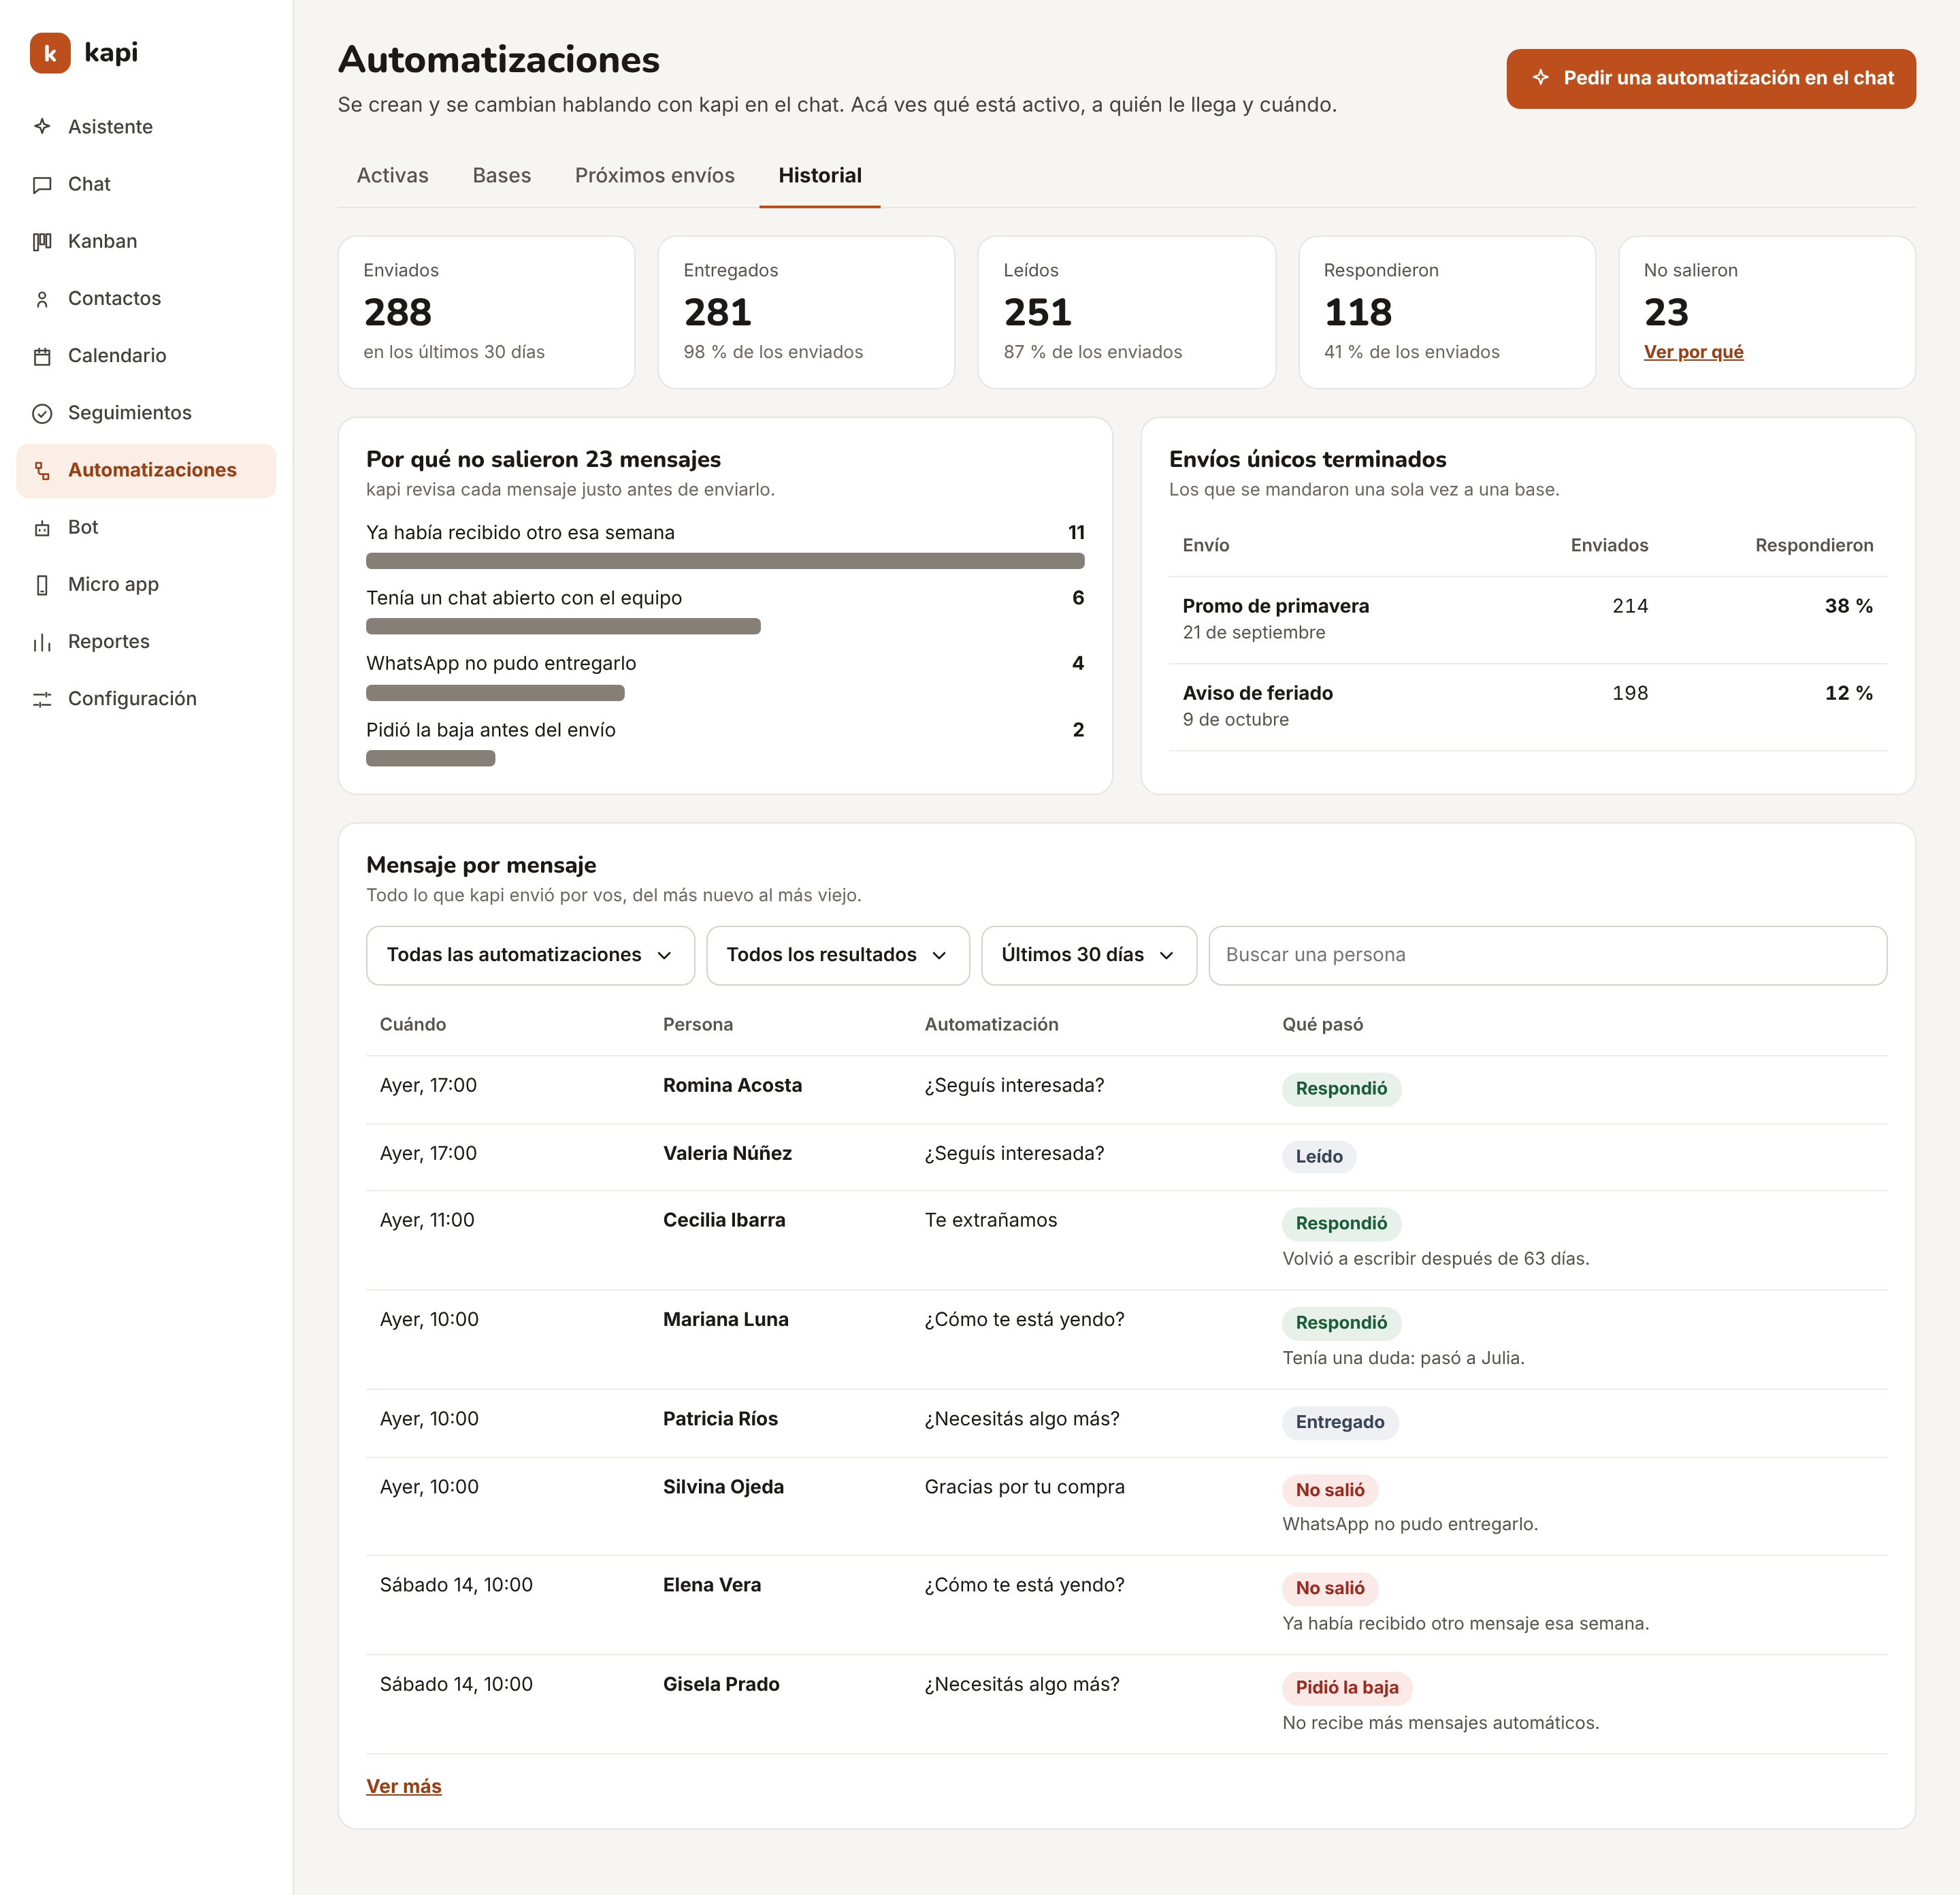 k kapi
Asistente
Chat
Kanban
Contactos
Calendario
Seguimientos
Automatizaciones
Bot
Micro app
Reportes
Configuración
Automatizaciones
Se crean y se cambian hablando con kapi en el chat. Acá ves qué está activo, a quién le llega y cuándo.
Pedir una automatización en el chat
Activas Bases Próximos envíos Historial
Enviados
288
en los últimos 30 días
Entregados
281
98 % de los enviados
Leídos
251
87 % de los enviados
Respondieron
118
41 % de los enviados
No salieron
23
Ver por qué
Por qué no salieron 23 mensajes
kapi revisa cada mensaje justo antes de enviarlo.
Ya había recibido otro esa semana 11
Tenía un chat abierto con el equipo 6
WhatsApp no pudo entregarlo 4
Pidió la baja antes del envío 2
Envíos únicos terminados
Los que se mandaron una sola vez a una base.
Envío Enviados Respondieron
Promo de primavera 214 38 %
21 de septiembre
Aviso de feriado 198 12 %
9 de octubre
Mensaje por mensaje
Todo lo que kapi envió por vos, del más nuevo al más viejo.
Todas las automatizaciones Todos los resultados Últimos 30 días Buscar una persona
Cuándo Persona Automatización Qué pasó
Ayer, 17:00 Romina Acosta ¿Seguís interesada? Respondió
Ayer, 17:00 Valeria Núñez ¿Seguís interesada? Leído
Ayer, 11:00 Cecilia Ibarra Te extrañamos Respondió
Volvió a escribir después de 63 días.
Ayer, 10:00 Mariana Luna ¿Cómo te está yendo? Respondió
Tenía una duda: pasó a Julia.
Ayer, 10:00 Patricia Ríos ¿Necesitás algo más? Entregado
Ayer, 10:00 Silvina Ojeda Gracias por tu compra No salió
WhatsApp no pudo entregarlo.
Sábado 14, 10:00 Elena Vera ¿Cómo te está yendo? No salió
Ya había recibido otro mensaje esa semana.
Sábado 14, 10:00 Gisela Prado ¿Necesitás algo más? Pidió la baja
No recibe más mensajes automáticos.
Ver más